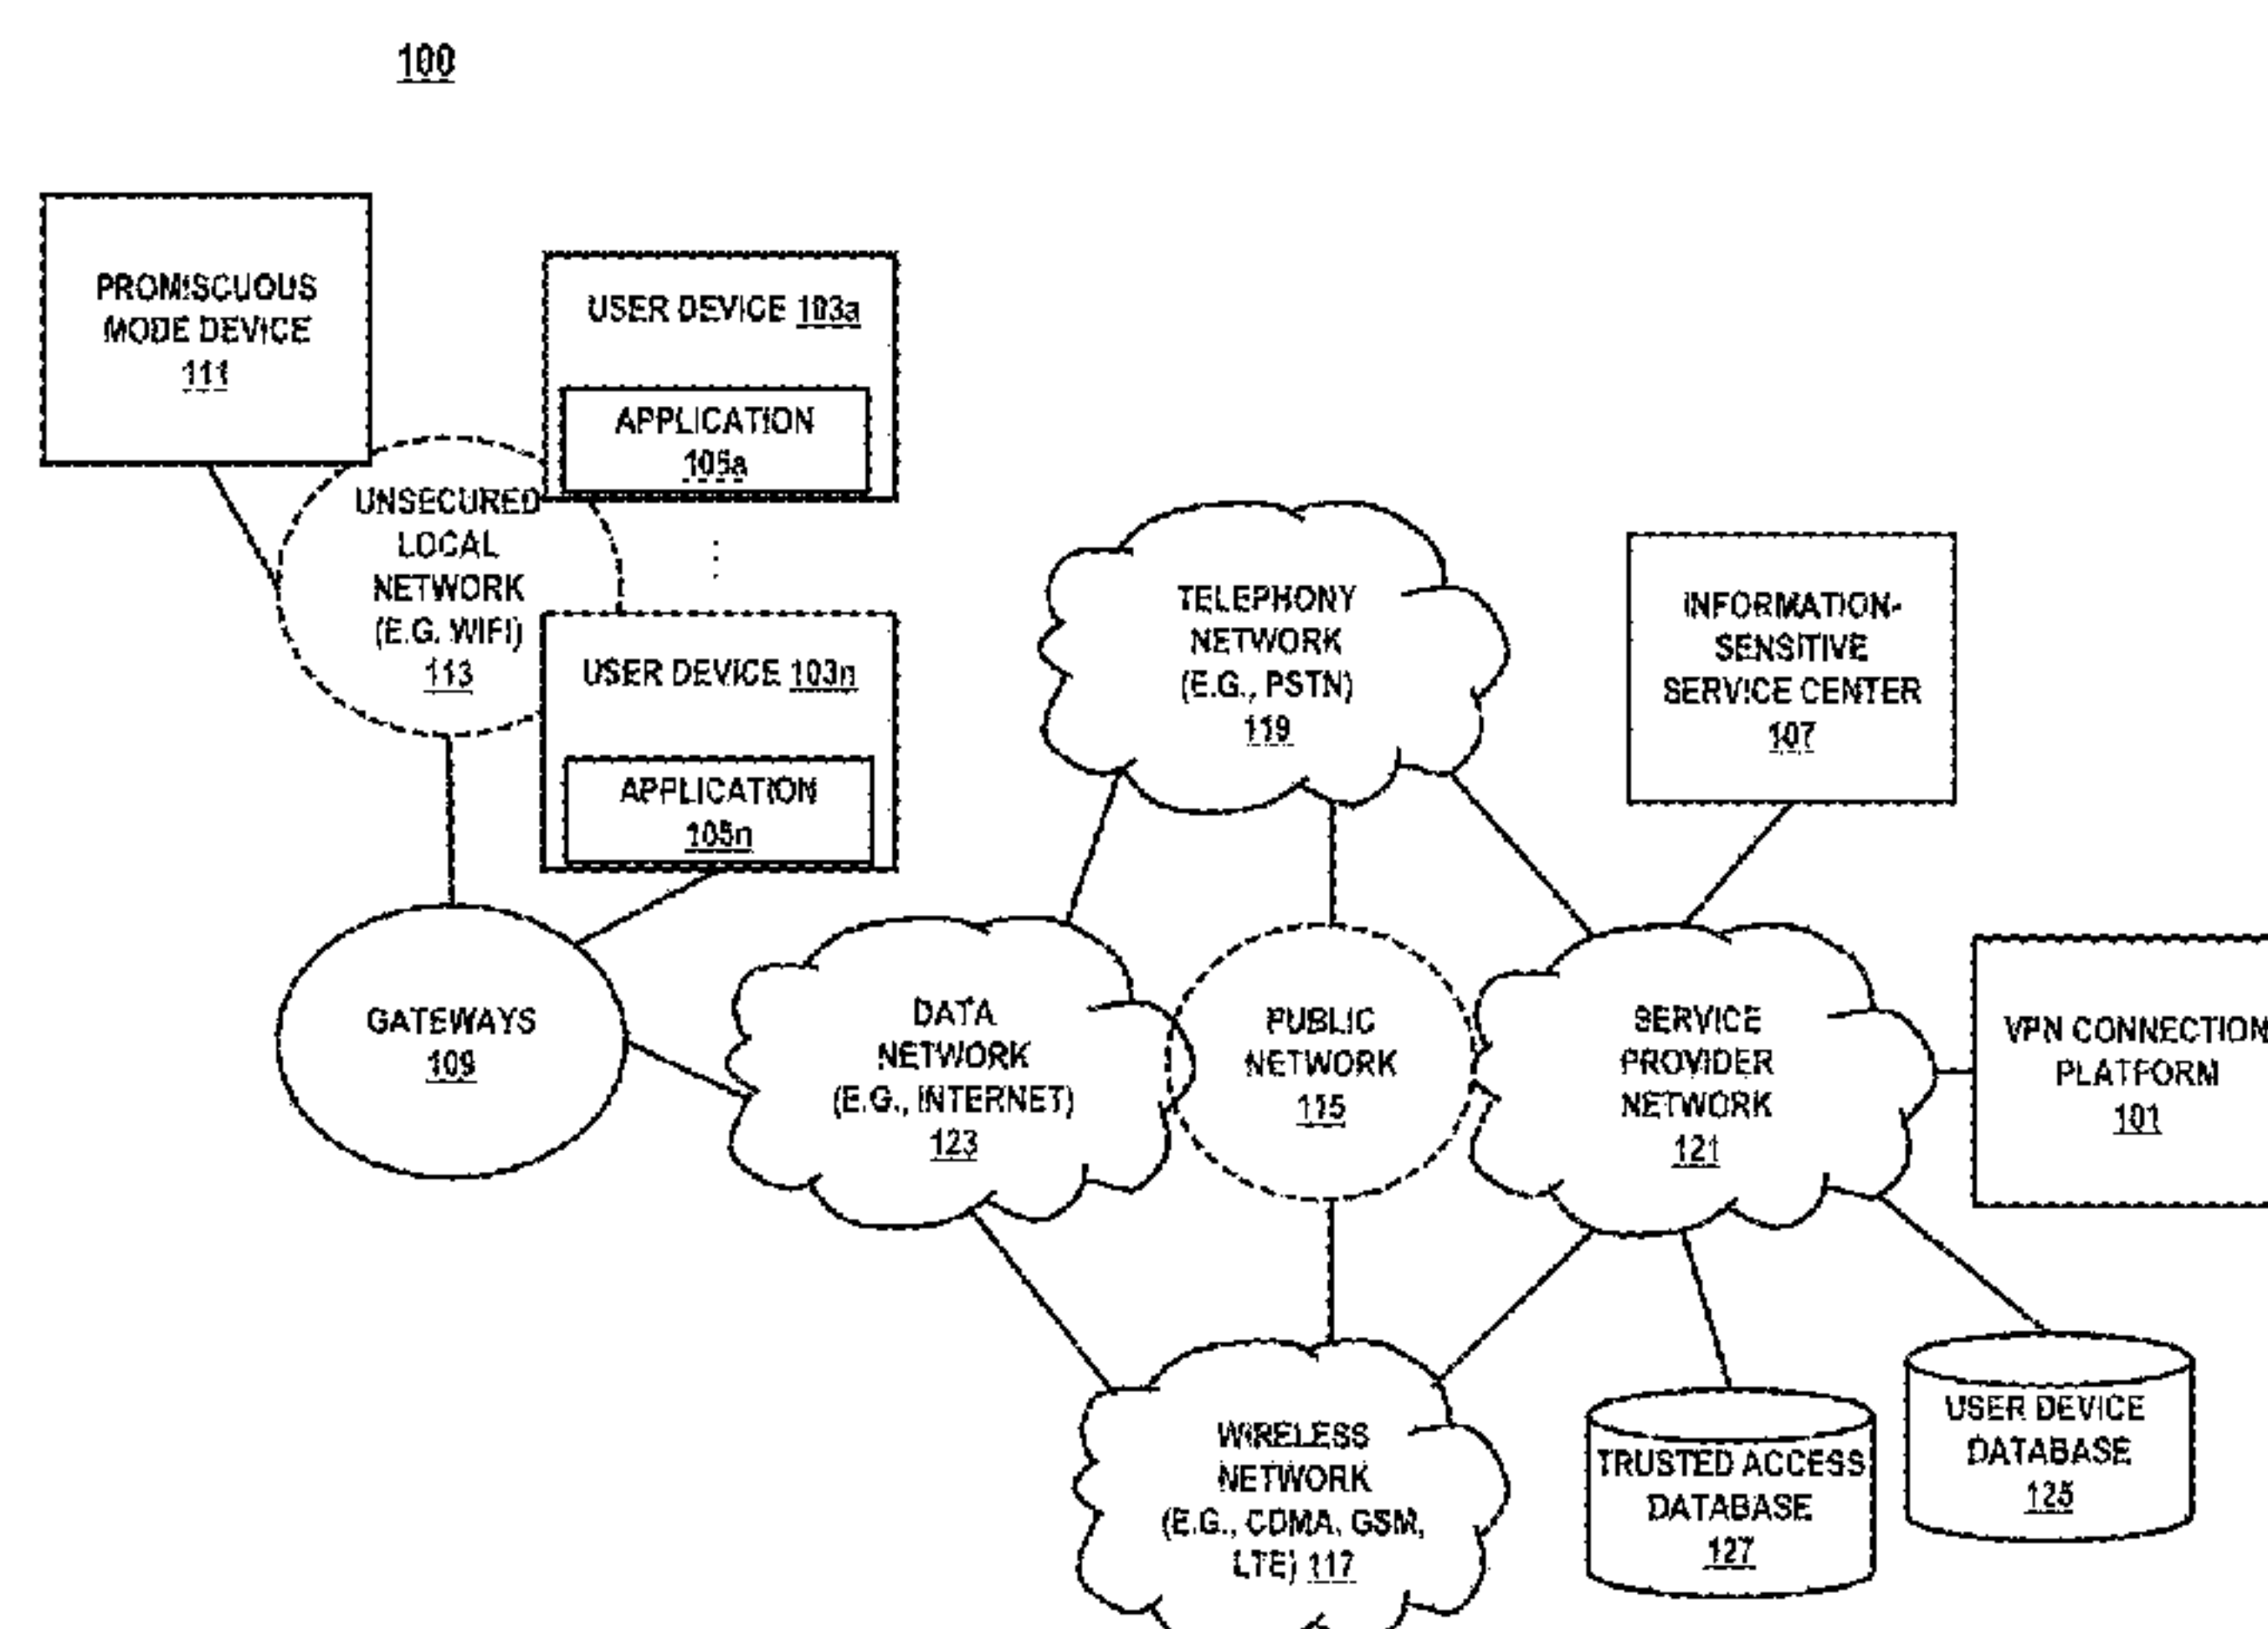 100
PROMISCUOUS
MODE DEVICE
111
USER DEVICE 103a
APPLICATION
105a
UNSECURED
LOCAL
NETWORK
(E.G. WIFI)
113
USER DEVICE 103n
APPLICATION
105n
TELEPHONY
NETWORK
(E.G., PSTN)
119
INFORMATION-
SENSITIVE
SERVICE CENTER
107
GATEWAYS
109
DATA
NETWORK
(E.G., INTERNET)
123
PUBLIC
NETWORK
115
SERVICE
PROVIDER
NETWORK
121
VPN CONNECTION
PLATFORM
101
WIRELESS
NETWORK
(E.G., CDMA, GSM,
LTE) 117
TRUSTED ACCESS
DATABASE
127
USER DEVICE
DATABASE
125